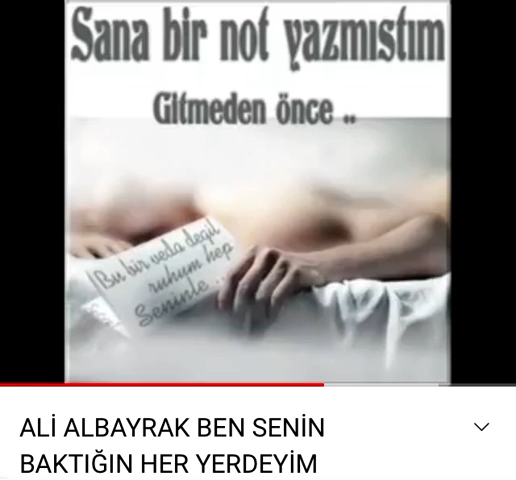 Sana bir not yazmıstım
Gitmeden önce ..
Bu bir veda degil
ruhum hep
Seninle ..
ALİ ALBAYRAK BEN SENİN
BAKTIĞIN HER YERDEYİM